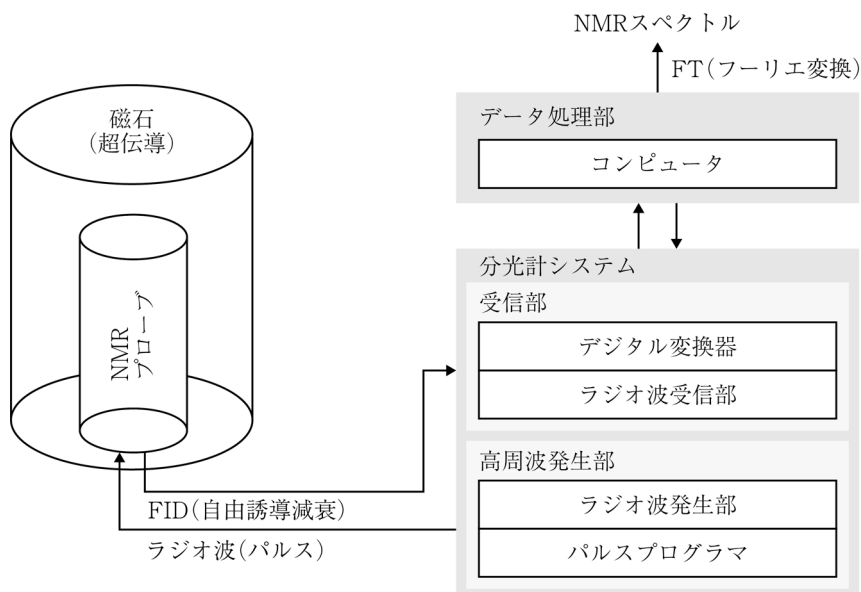 NMRスペクトル
FT(フーリエ変換)
データ処理部
コンピュータ
磁石
(超伝導)
NMR
プローブ
分光計システム
受信部
デジタル変換器
ラジオ波受信部
高周波発生部
ラジオ波発生部
パルスプログラマ
FID(自由誘導減衰)
ラジオ波(パルス)